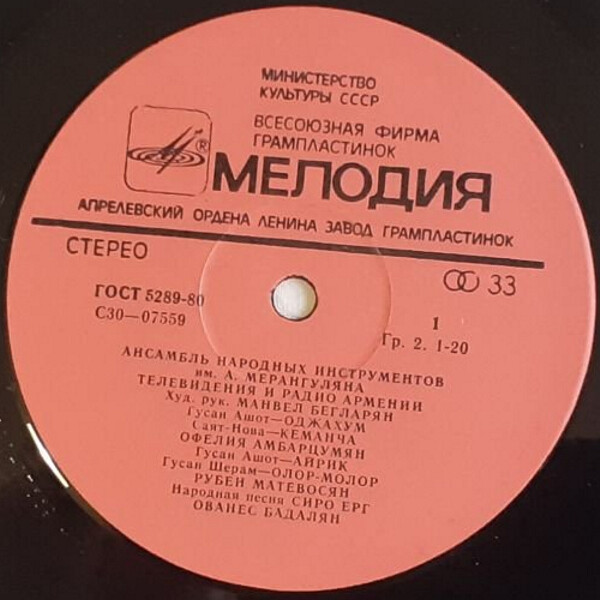 МИНИСТЕРСТВО
КУЛЬТУРЫ СССР
ВСЕСОЮЗНАЯ ФИРМА
ГРАМПЛАСТИНОК
®
МЕЛОДИЯ
АПРЕЛЕВСКИЙ ОРДЕНА ЛЕНИНА ЗАВОД ГРАМПЛАСТИНОК
СТЕРЕО
33
ГОСТ 5289-80
С30—07559
1
Гр. 2. 1-20
АНСАМБЛЬ НАРОДНЫХ ИНСТРУМЕНТОВ
им. А. МЕРАНГУЛЯНА
ТЕЛЕВИДЕНИЯ И РАДИО АРМЕНИИ
Худ. рук. МАНВЕЛ БЕГЛАРЯН
Гусан Ашот—ОДЖАХУМ
Саят-Нова—КЕМАНЧА
ОФЕЛИЯ АМБАРЦУМЯН
Гусан Ашот—АЙРИК
Гусан Шерам—ОЛОР-МОЛОР
РУБЕН МАТЕВОСЯН
Народная песня СИРО ЕРГ
ОВАНЕС БАДАЛЯН